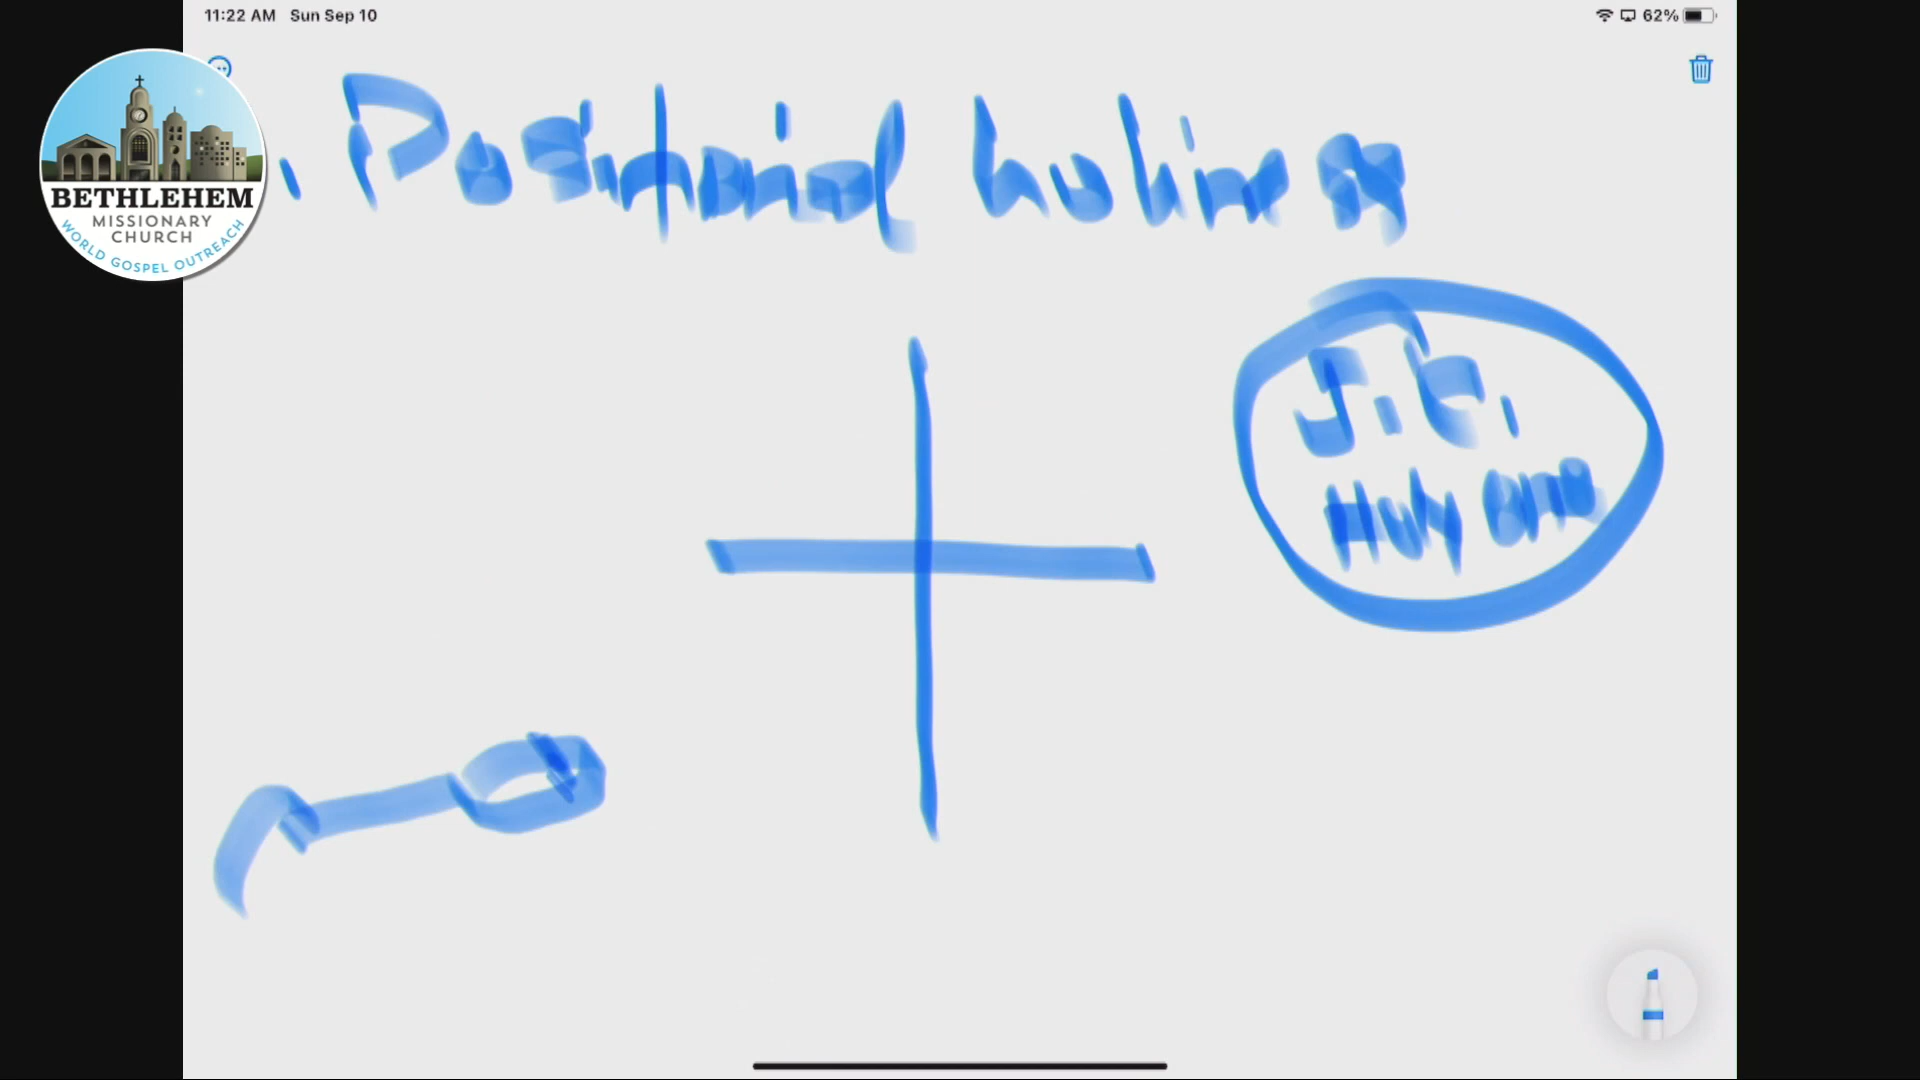 11:22 AM Sun Sep 10
62%
BETHLEHEM
MISSIONARY
CHURCH
WORLD GOSPEL OUTREACH
Positional holiness
J.C.
Holy one